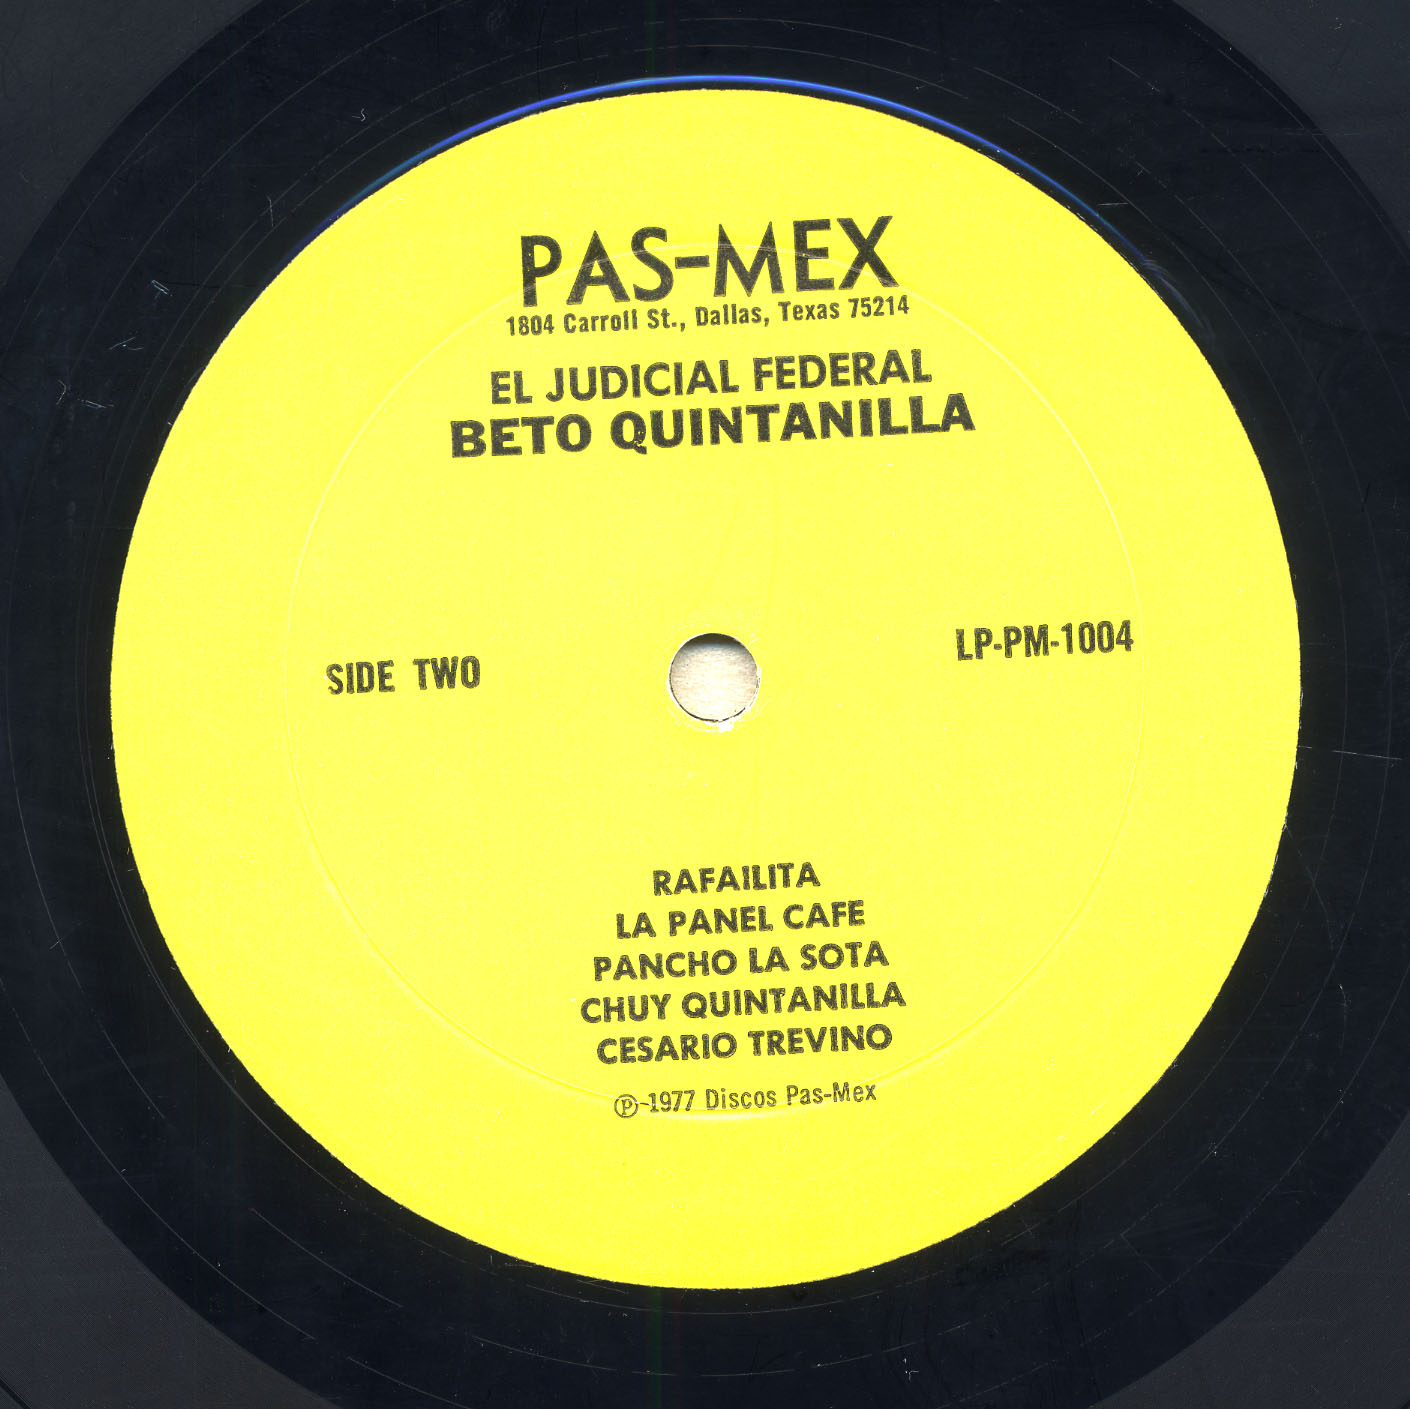 PAS-MEX
1804 Carroll St., Dallas, Texas 75214
EL JUDICIAL FEDERAL
BETO QUINTANILLA
SIDE TWO
LP-PM-1004
RAFAILITA
LA PANEL CAFE
PANCHO LA SOTA
CHUY QUINTANILLA
CESARIO TREVINO
℗-1977 Discos Pas-Mex